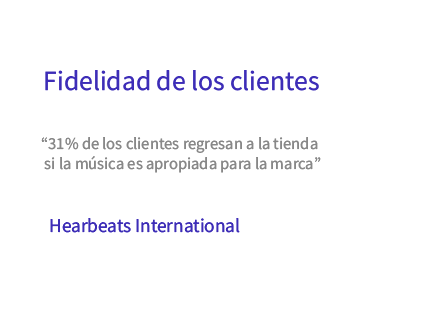 Fidelidad de los clientes
“31% de los clientes regresan a la tienda
si la música es apropiada para la marca”
Hearbeats International